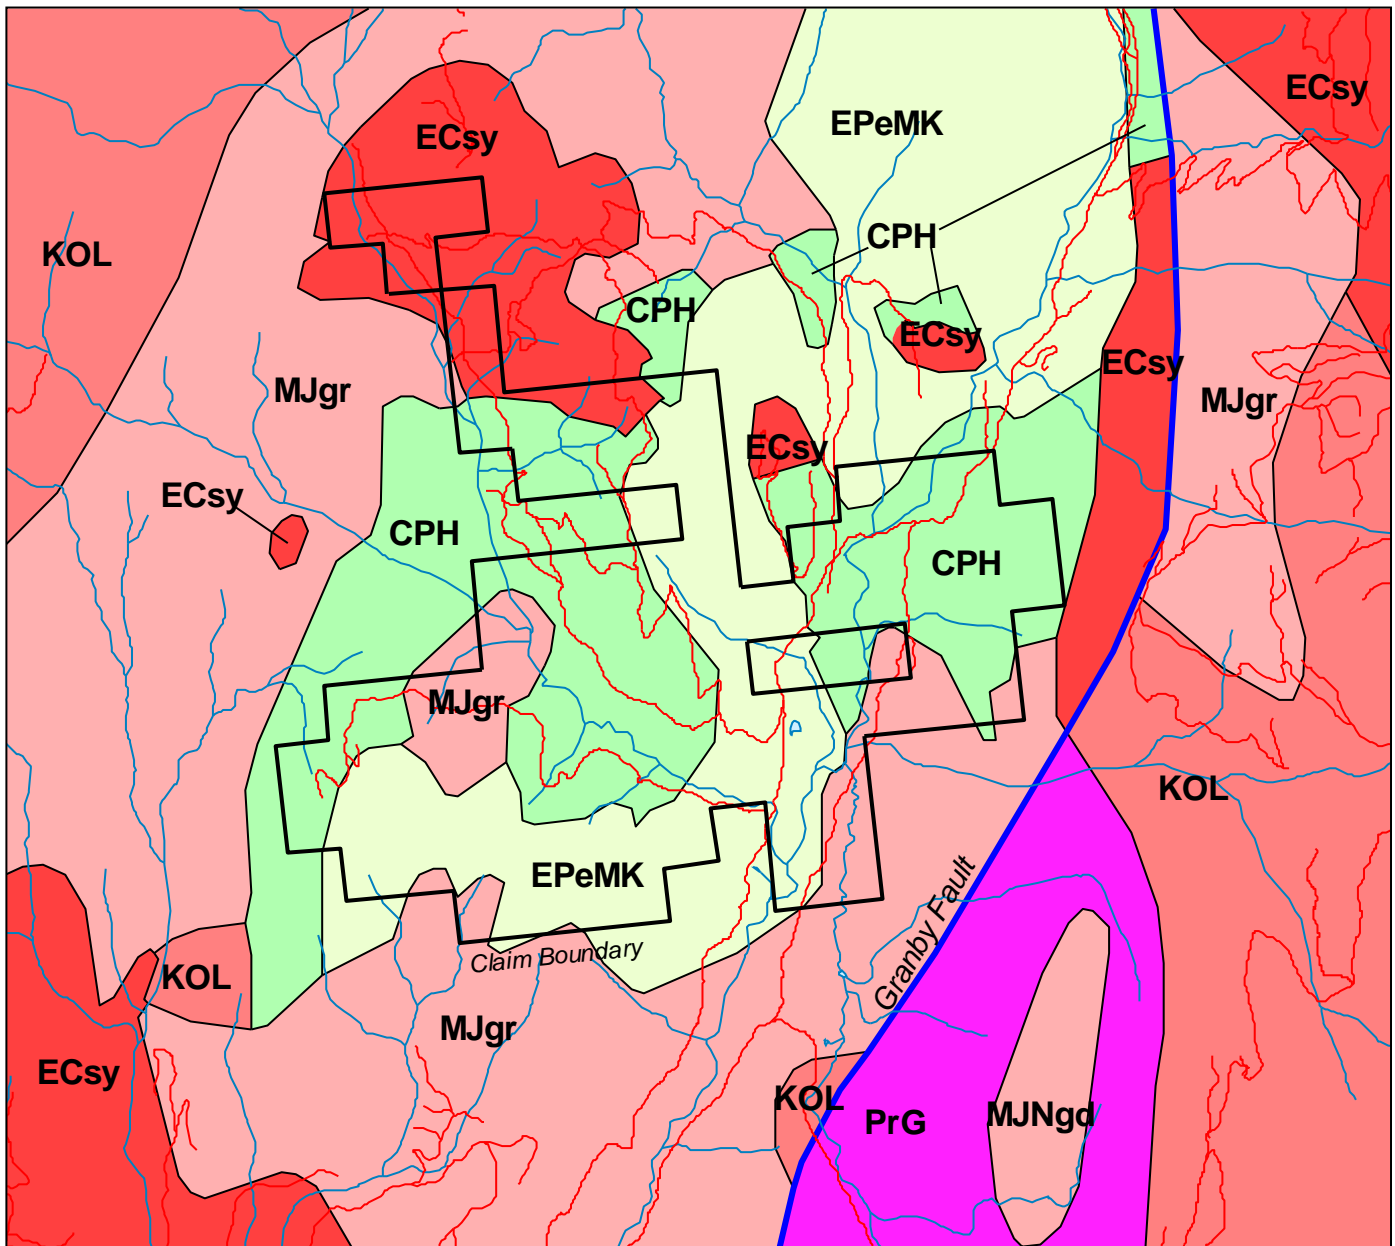 ECsy
ECsy
EPeMK
KOL
CPH
CPH
ECsy
ECsy
MJgr
MJgr
ECsy
ECsy
CPH
CPH
MJgr
KOL
EPeMK
Granby Fault
Claim Boundary
KOL
MJgr
ECsy
KOL
PrG
MJNgd